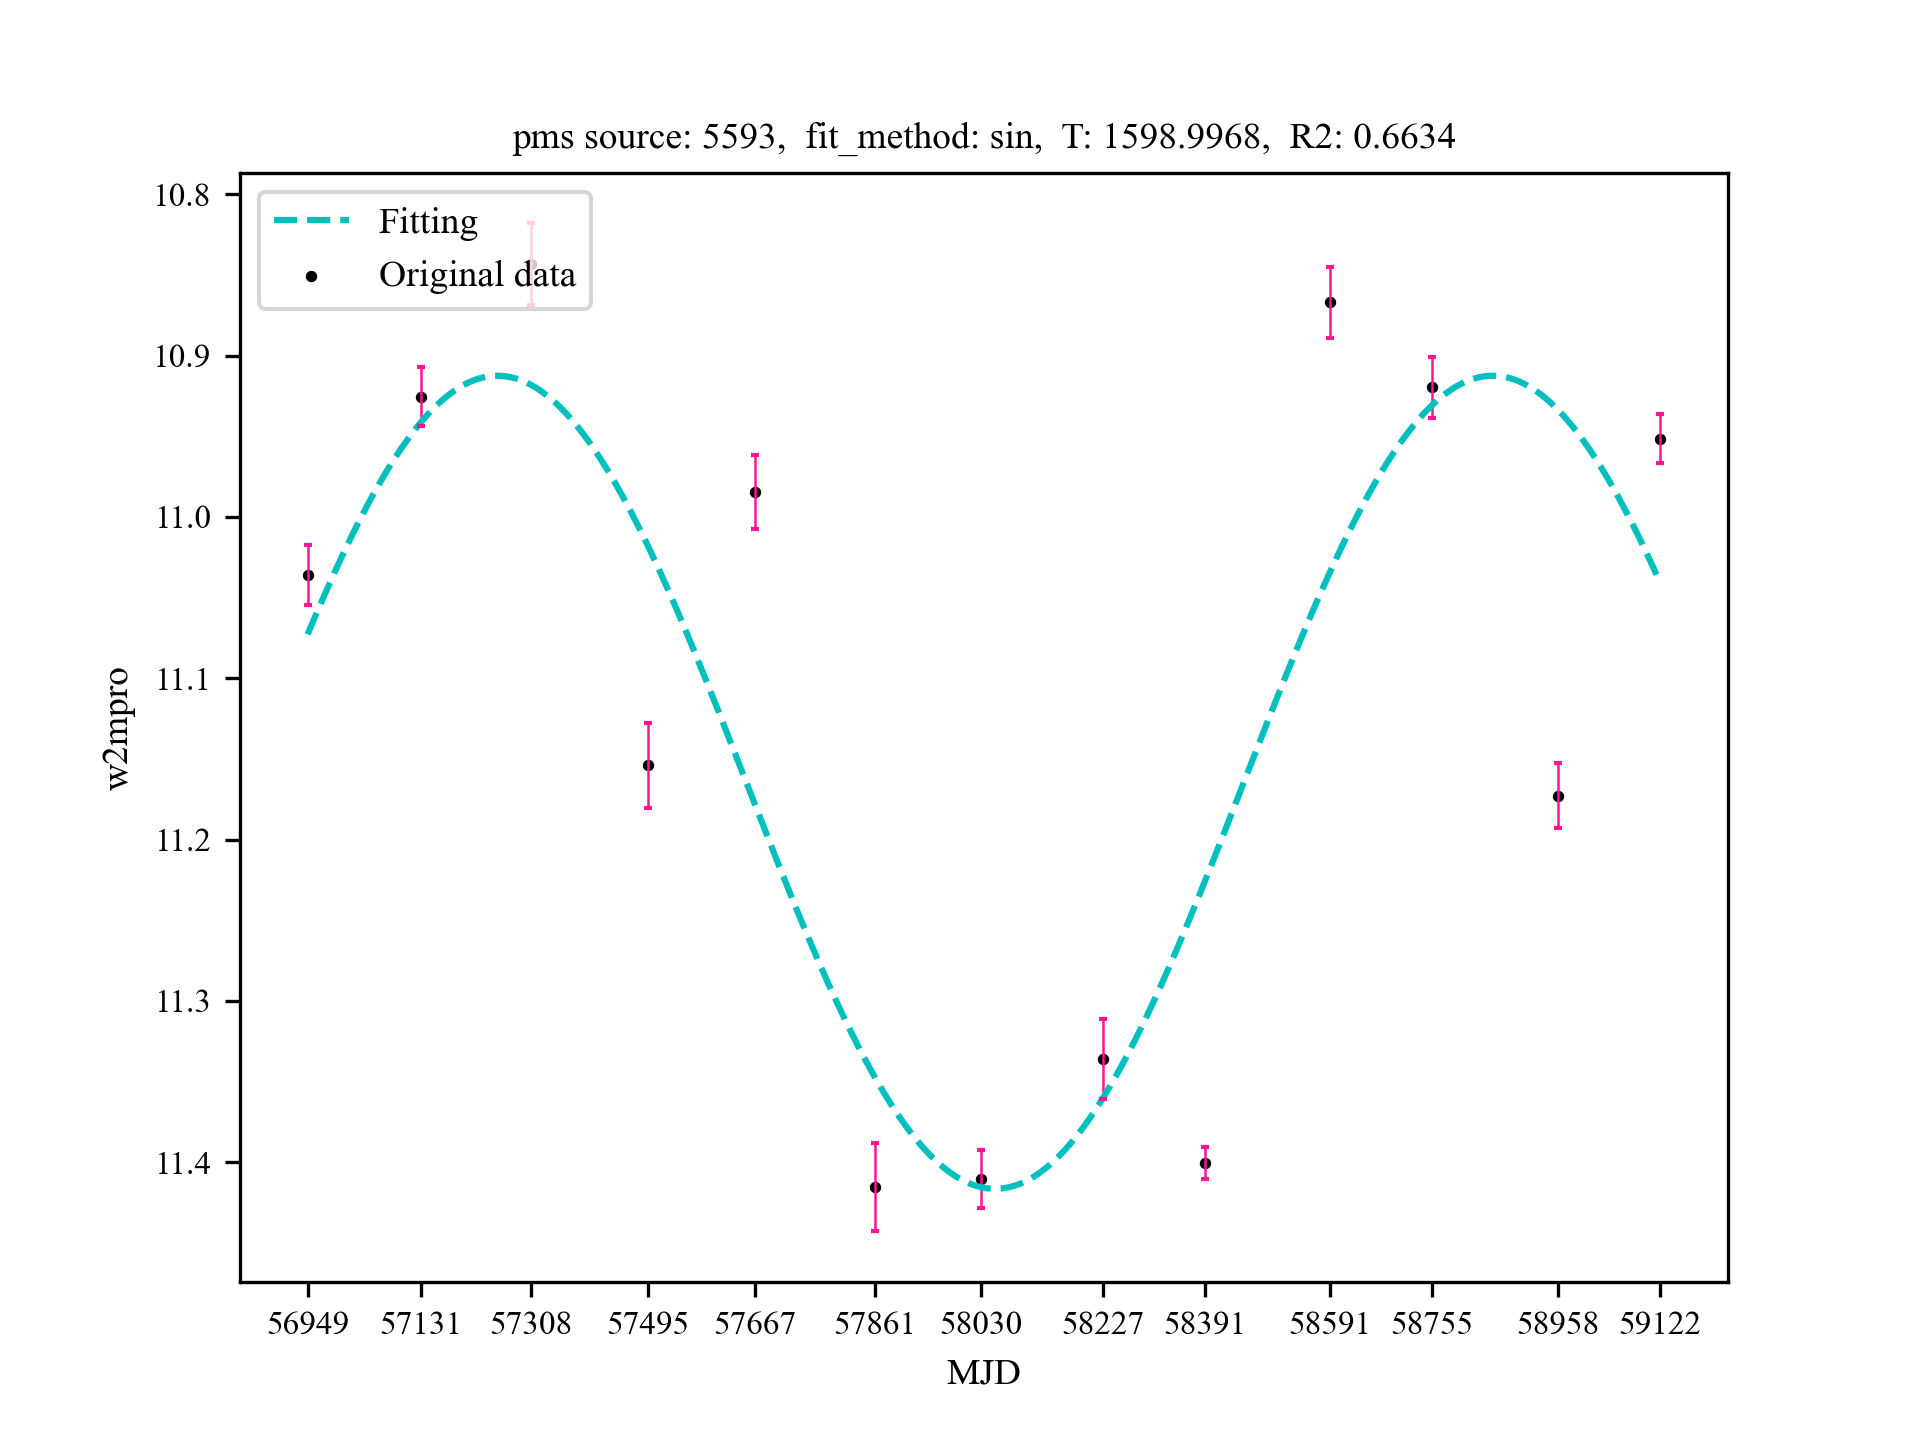 pms source: 5593, fit_method: sin, T: 1598.9968, R2: 0.6634
Fitting
Original data
10.8
10.9
11.0
11.1
11.2
11.3
11.4
w2mpro
56949 57131 57308 57495 57667 57861 58030 58227 58391 58591 58755 58958 59122
MJD